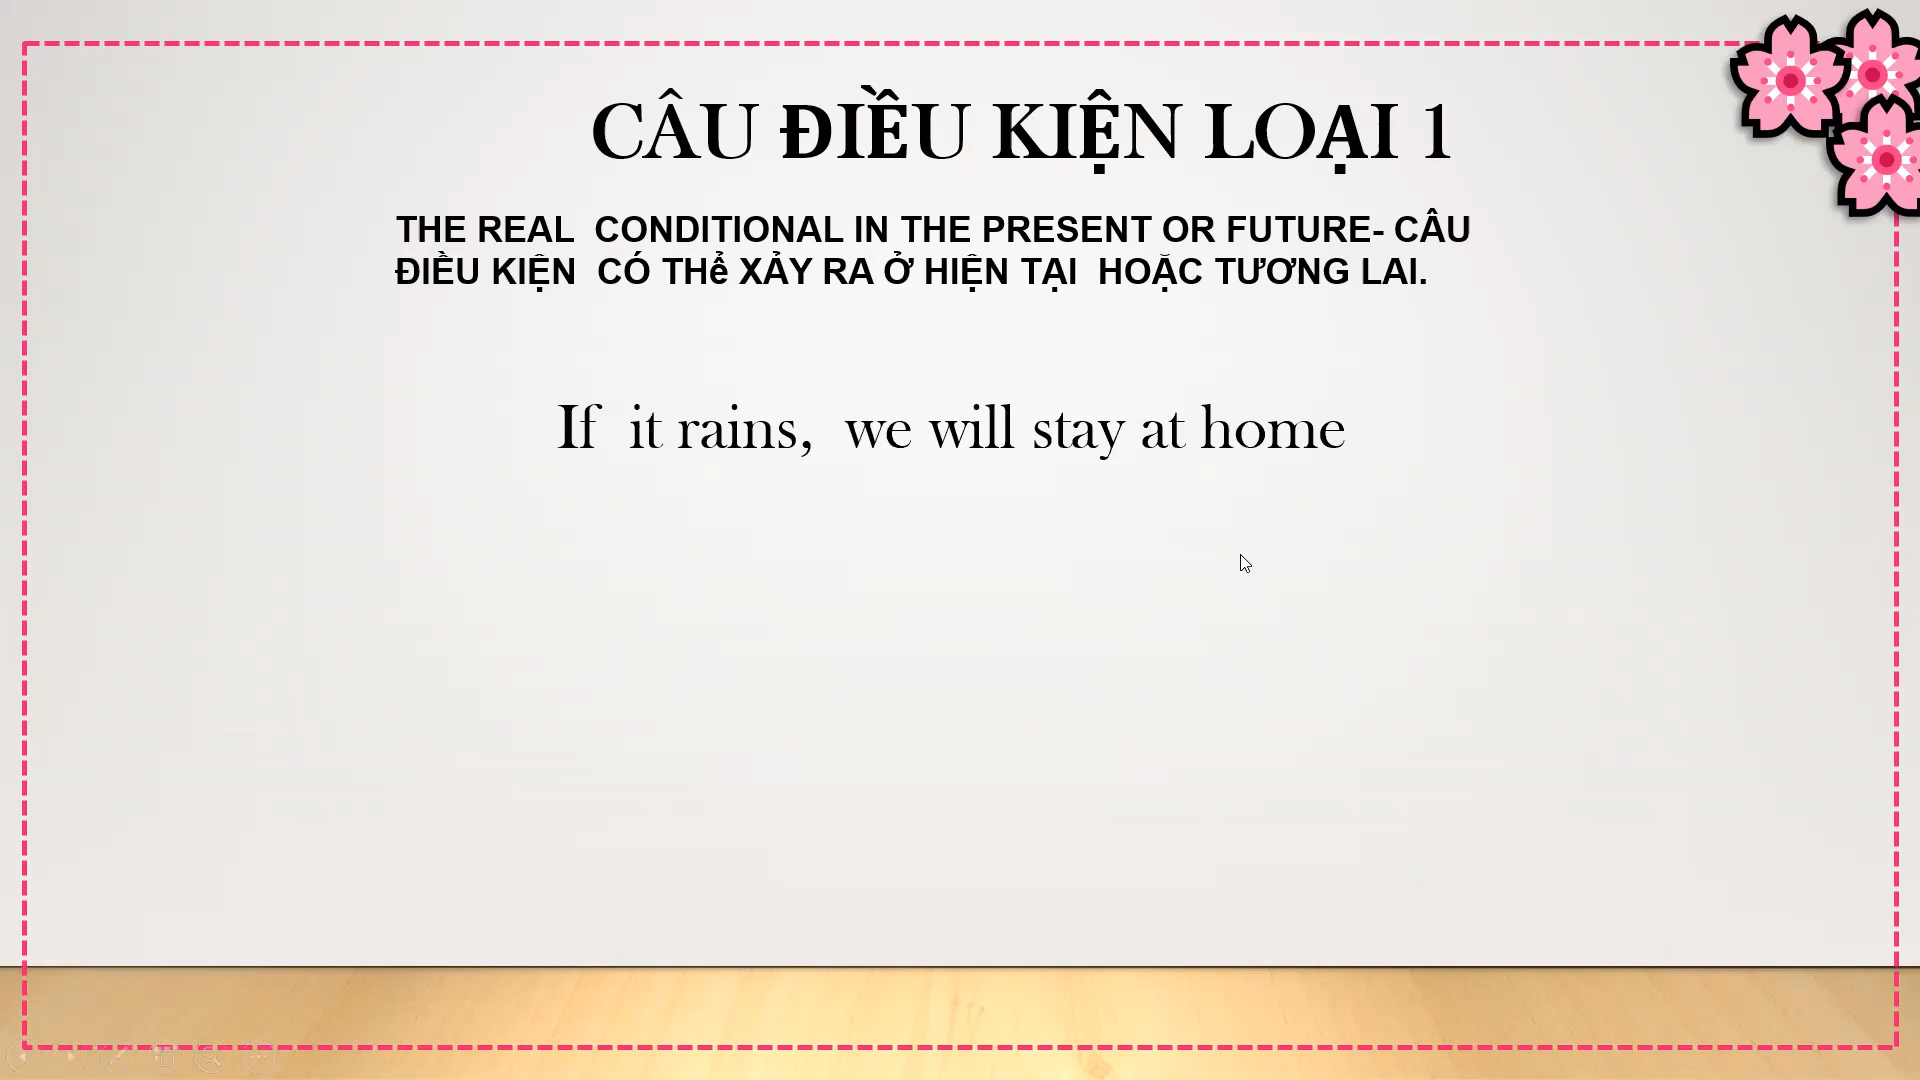 CÂU ĐIỀU KIỆN LOẠI 1
THE REAL CONDITIONAL IN THE PRESENT OR FUTURE- CÂU
ĐIỀU KIỆN CÓ THể XẢY RA Ở HIỆN TẠI HOẶC TƯƠNG LAI.
If it rains, we will stay at home